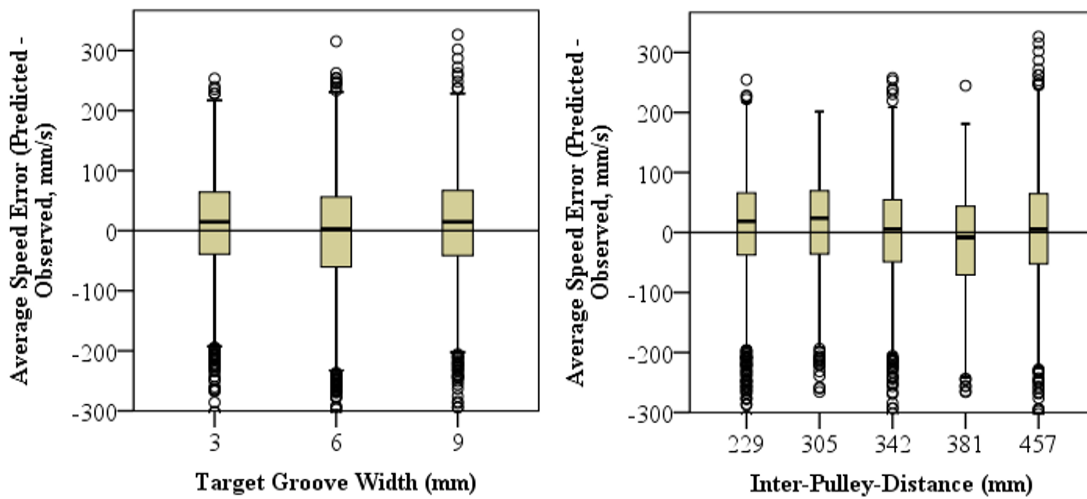 Average Speed Error (Predicted -
Observed, mm/s)
300
200
100
0
-100
-200
-300
3 6 9
Target Groove Width (mm)
Average Speed Error (Predicted -
Observed, mm/s)
300
200
100
0
-100
-200
-300
229 305 342 381 457
Inter-Pulley-Distance (mm)